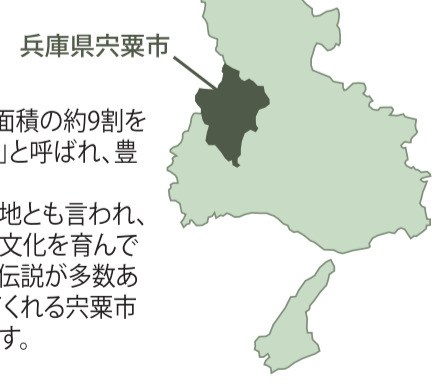 兵庫県宍粟市
面積の約9割を
」と呼ばれ、豊
地とも言われ、
文化を育んで
伝説が多数あ
くれる宍粟市
す。